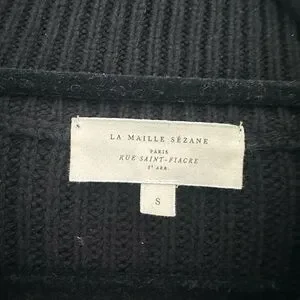 LA MAILLE SÉZANE
PARIS
RUE SAINT-FIACRE
2e ARR.
S